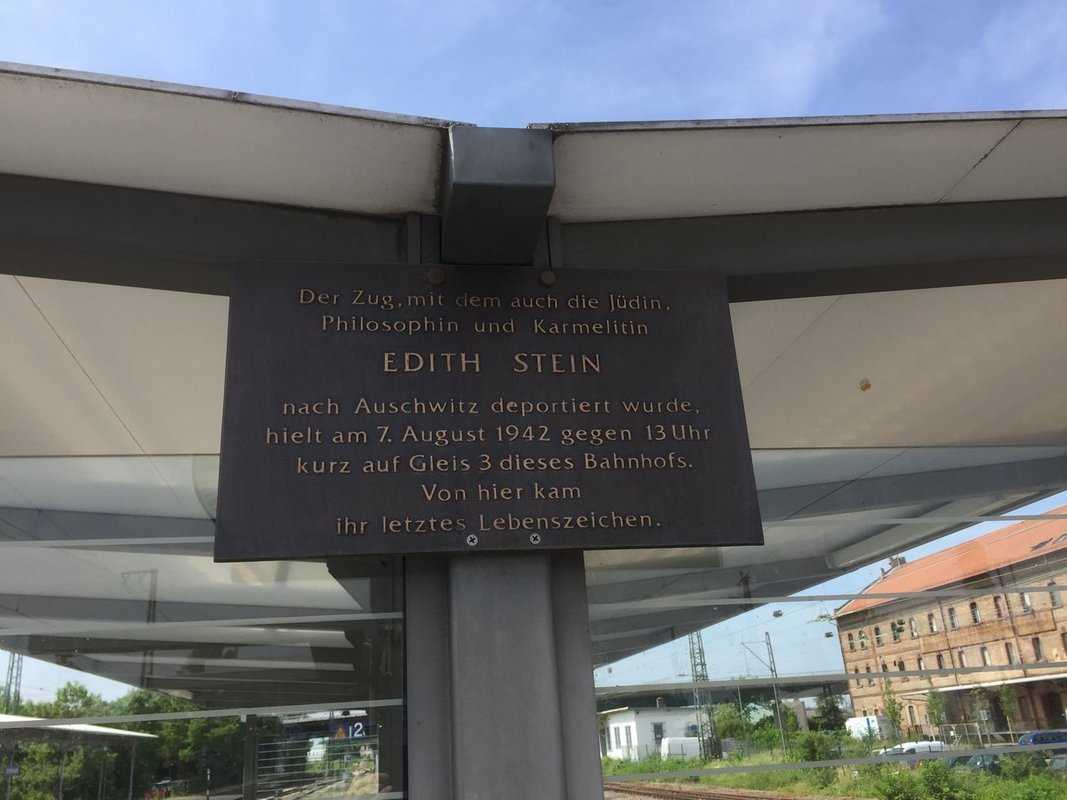 Der Zug, mit dem auch die Jüdin,
Philosophin und Karmelitin
EDITH STEIN
nach Auschwitz deportiert wurde,
hielt am 7. August 1942 gegen 13 Uhr
kurz auf Gleis 3 dieses Bahnhofs.
Von hier kam
ihr letztes Lebenszeichen.
2